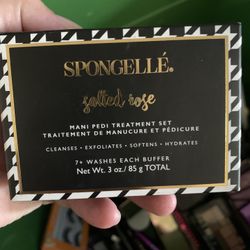 SPONGELLÉ®
salted rose
MANI PEDI TREATMENT SET
TRAITEMENT DE MANUCURE ET PÉDICURE
CLEANSES • EXFOLIATES • SOFTENS • HYDRATES
7+ WASHES EACH BUFFER
Net Wt. 3 oz./ 85 g TOTAL